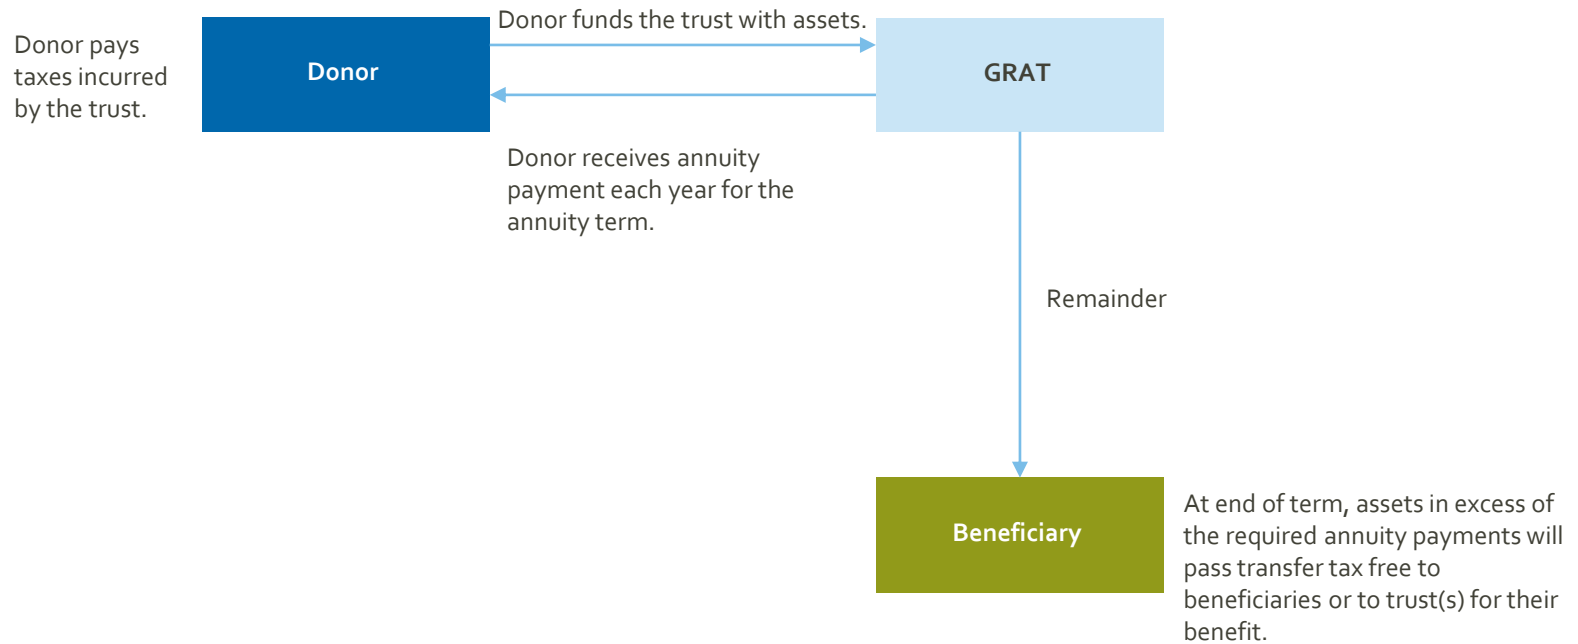 Donor funds the trust with assets.
Donor pays
taxes incurred
by the trust.
Donor
GRAT
Donor receives annuity
payment each year for the
annuity term.
Remainder
Beneficiary
At end of term, assets in excess of
the required annuity payments will
pass transfer tax free to
beneficiaries or to trust(s) for their
benefit.